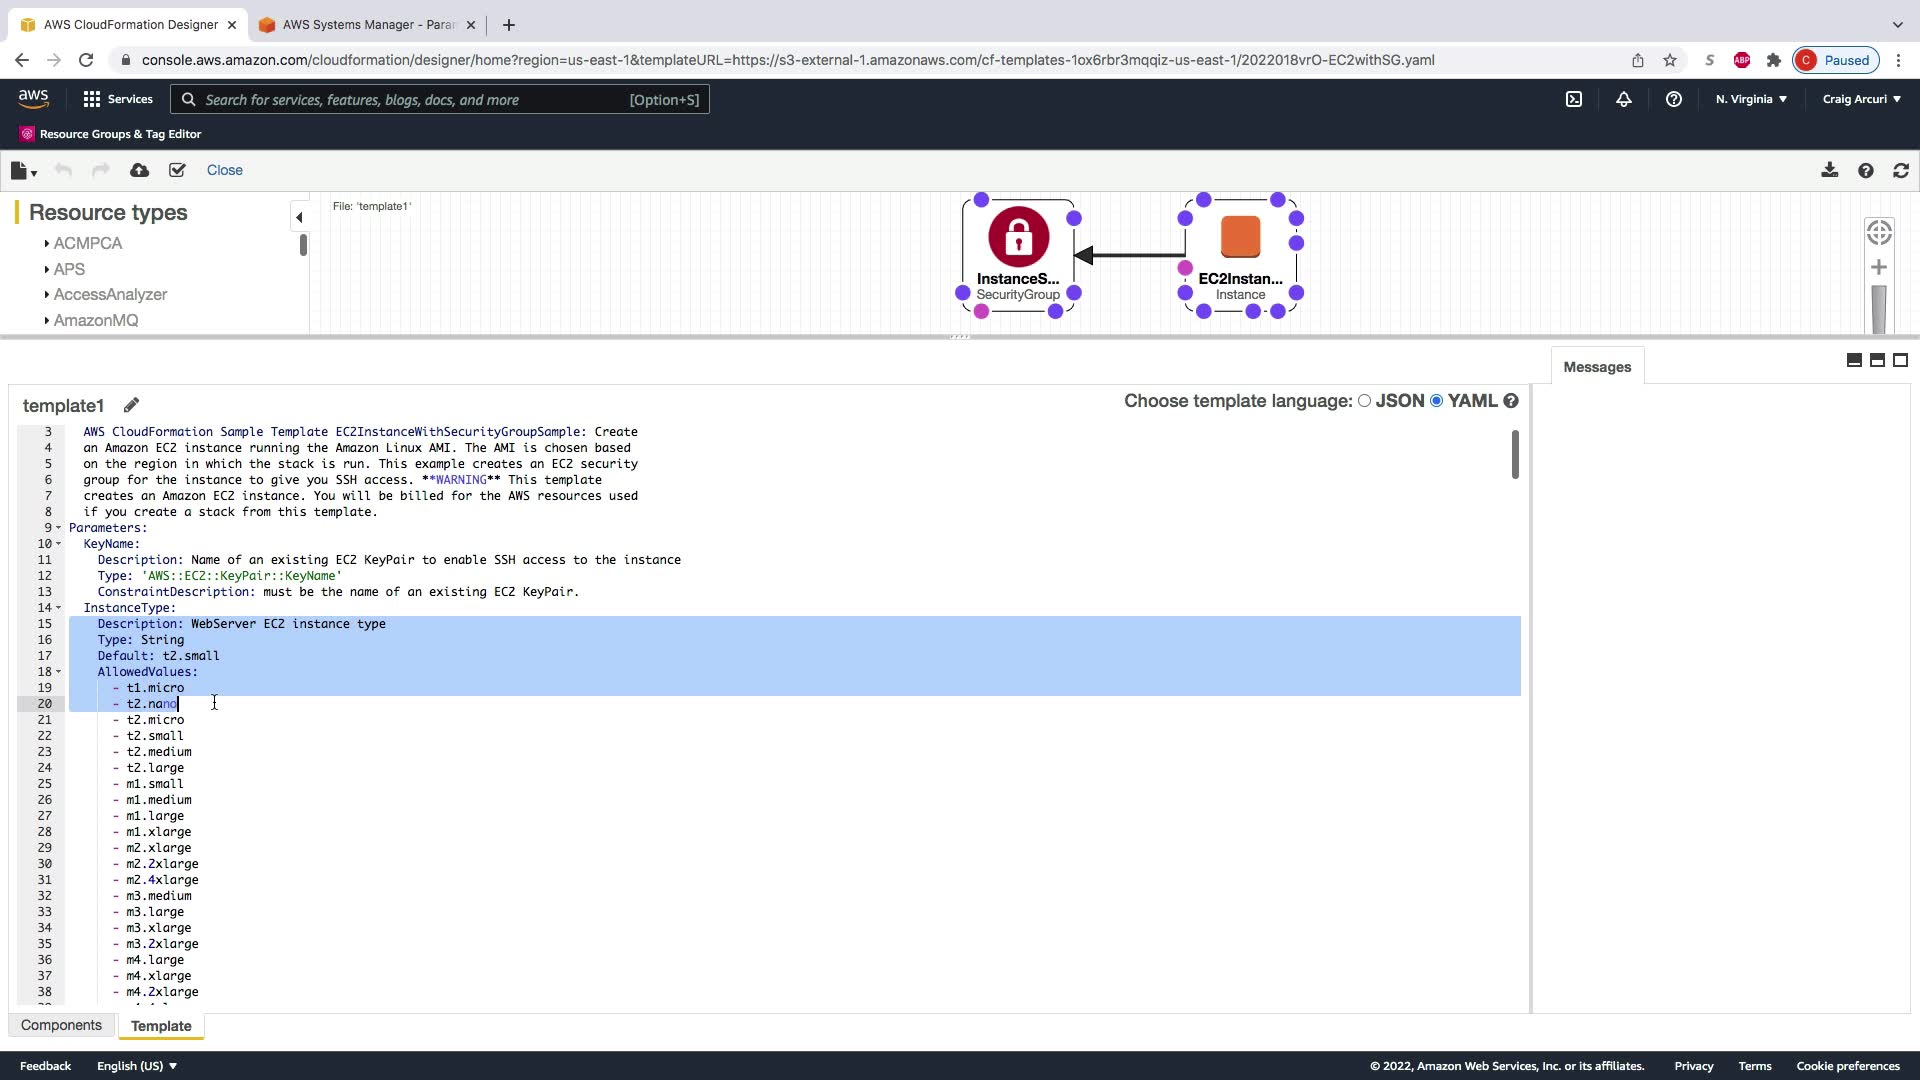 AWS CloudFormation Designer
AWS Systems Manager - Para
console.aws.amazon.com/cloudformation/designer/home?region=us-east-1&templateURL=https://s3-external-1.amazonaws.com/cf-templates-1ox6rbr3mqqiz-us-east-1/2022018vrO-EC2withSG.yaml
S
ABP
C Paused
aws
Services
Search for services, features, blogs, docs, and more [Option+S]
N. Virginia
Craig Arcuri
Resource Groups & Tag Editor
Close
Resource types
ACMPCA
APS
AccessAnalyzer
AmazonMQ
File: 'template1'
InstanceS...
SecurityGroup
EC2Instan...
Instance
Messages
template1
Choose template language: JSON YAML
3 AWS CloudFormation Sample Template EC2InstanceWithSecurityGroupSample: Create
4 an Amazon EC2 instance running the Amazon Linux AMI. The AMI is chosen based
5 on the region in which the stack is run. This example creates an EC2 security
6 group for the instance to give you SSH access. **WARNING** This template
7 creates an Amazon EC2 instance. You will be billed for the AWS resources used
8 if you create a stack from this template.
9 Parameters:
10 KeyName:
11 Description: Name of an existing EC2 KeyPair to enable SSH access to the instance
12 Type: 'AWS::EC2::KeyPair::KeyName'
13 ConstraintDescription: must be the name of an existing EC2 KeyPair.
14 InstanceType:
15 Description: WebServer EC2 instance type
16 Type: String
17 Default: t2.small
18 AllowedValues:
19 - t1.micro
20 - t2.nano
21 - t2.micro
22 - t2.small
23 - t2.medium
24 - t2.large
25 - m1.small
26 - m1.medium
27 - m1.large
28 - m1.xlarge
29 - m2.xlarge
30 - m2.2xlarge
31 - m2.4xlarge
32 - m3.medium
33 - m3.large
34 - m3.xlarge
35 - m3.2xlarge
36 - m4.large
37 - m4.xlarge
38 - m4.2xlarge
Components
Template
Feedback
English (US)
© 2022, Amazon Web Services, Inc. or its affiliates.
Privacy
Terms
Cookie preferences